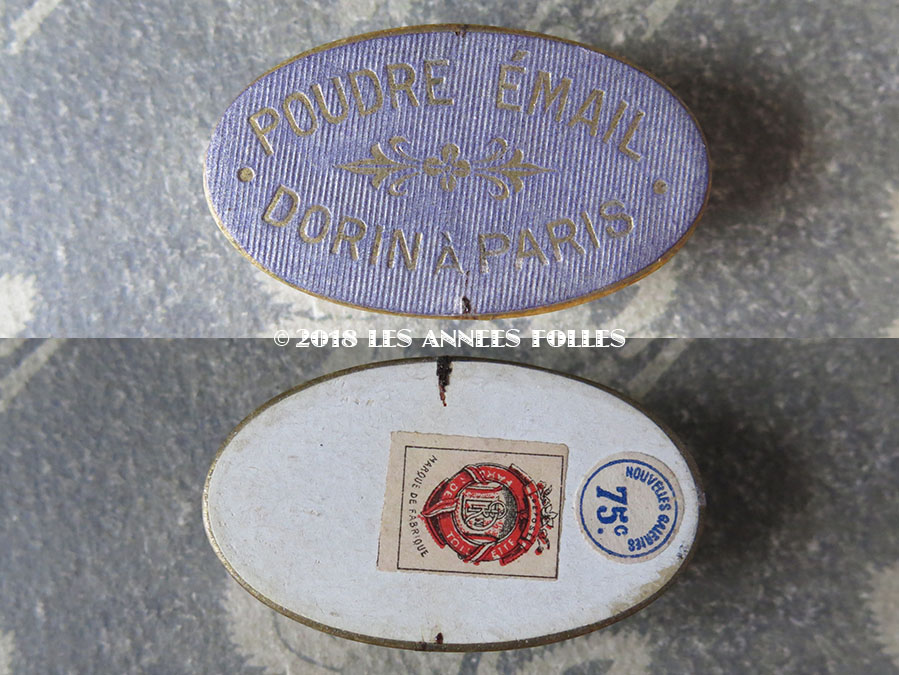 POUDRE ÉMAIL
DORIN À PARIS
© 2018 LES ANNEES FOLLES
MARQUE DE FABRIQUE
NOUVELLES GALERIES
75c